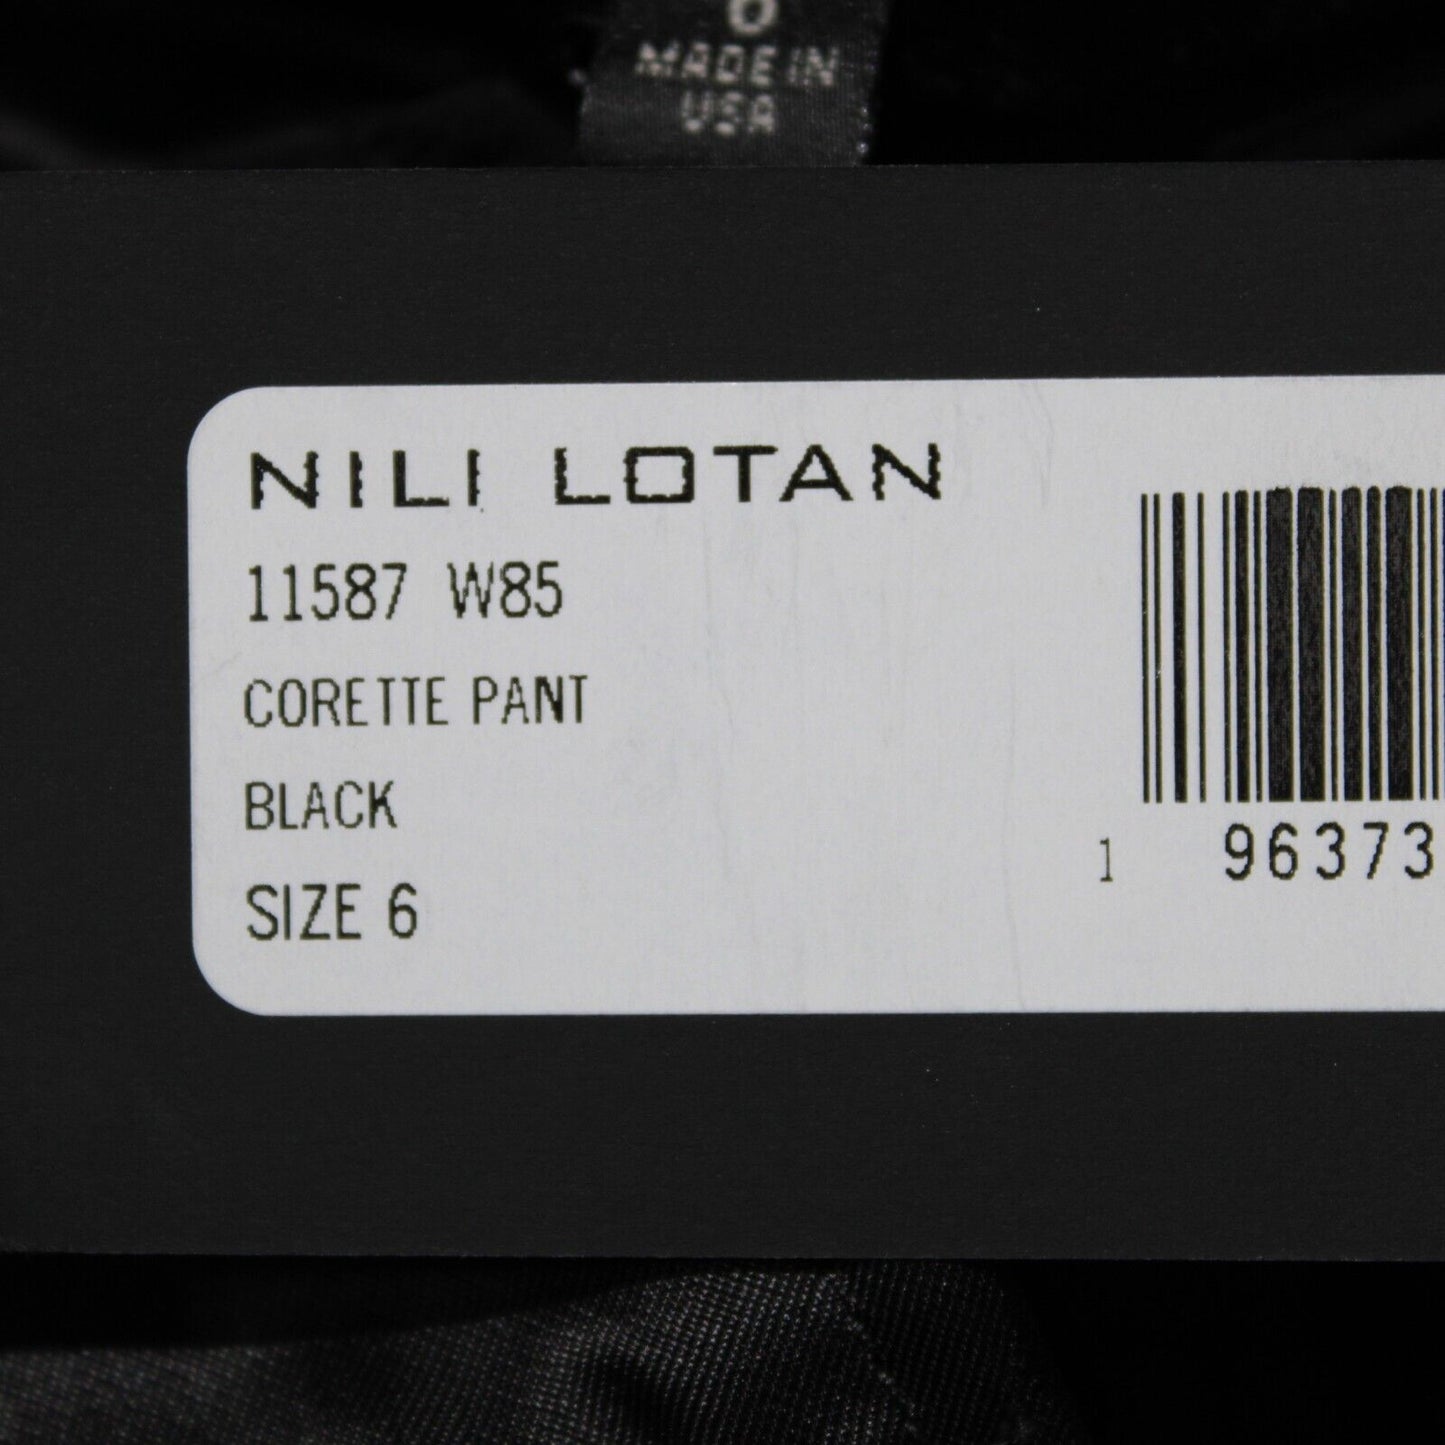 MADE IN
USA
NILI LOTAN
11587 W85
CORETTE PANT
BLACK
SIZE 6
1 96373